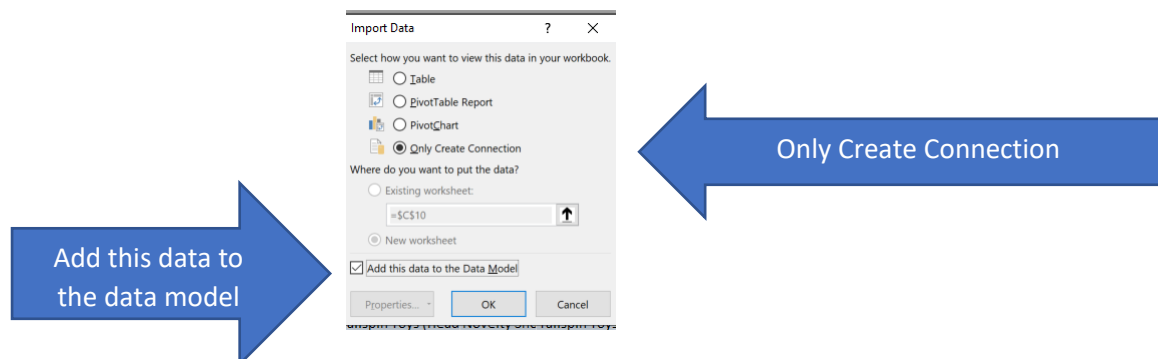 Import Data ? X
Select how you want to view this data in your workbook.
Table
PivotTable Report
PivotChart
Only Create Connection
Where do you want to put the data?
Existing worksheet:
=$C$10
New worksheet
Add this data to the Data Model
Properties...
OK
Cancel
Only Create Connection
Add this data to
the data model